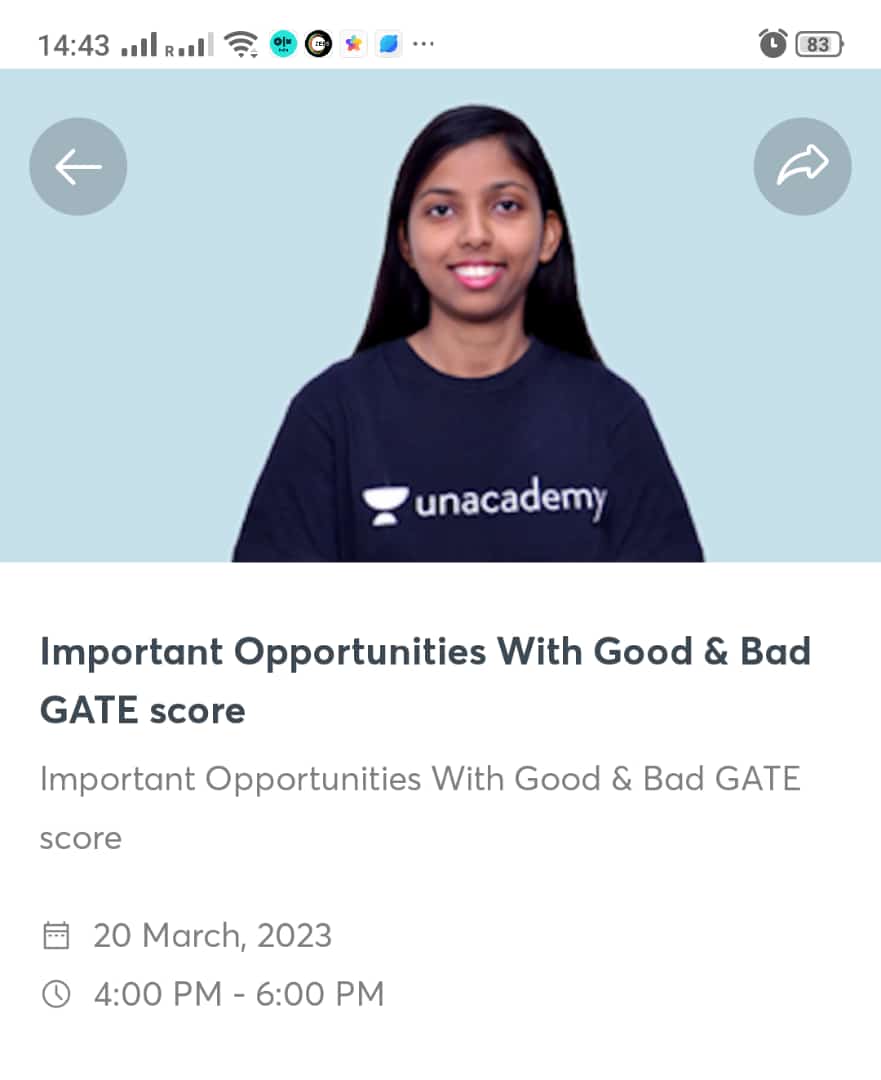 14:43
R
83
unacademy
Important Opportunities With Good & Bad
GATE score
Important Opportunities With Good & Bad GATE
score
20 March, 2023
4:00 PM - 6:00 PM